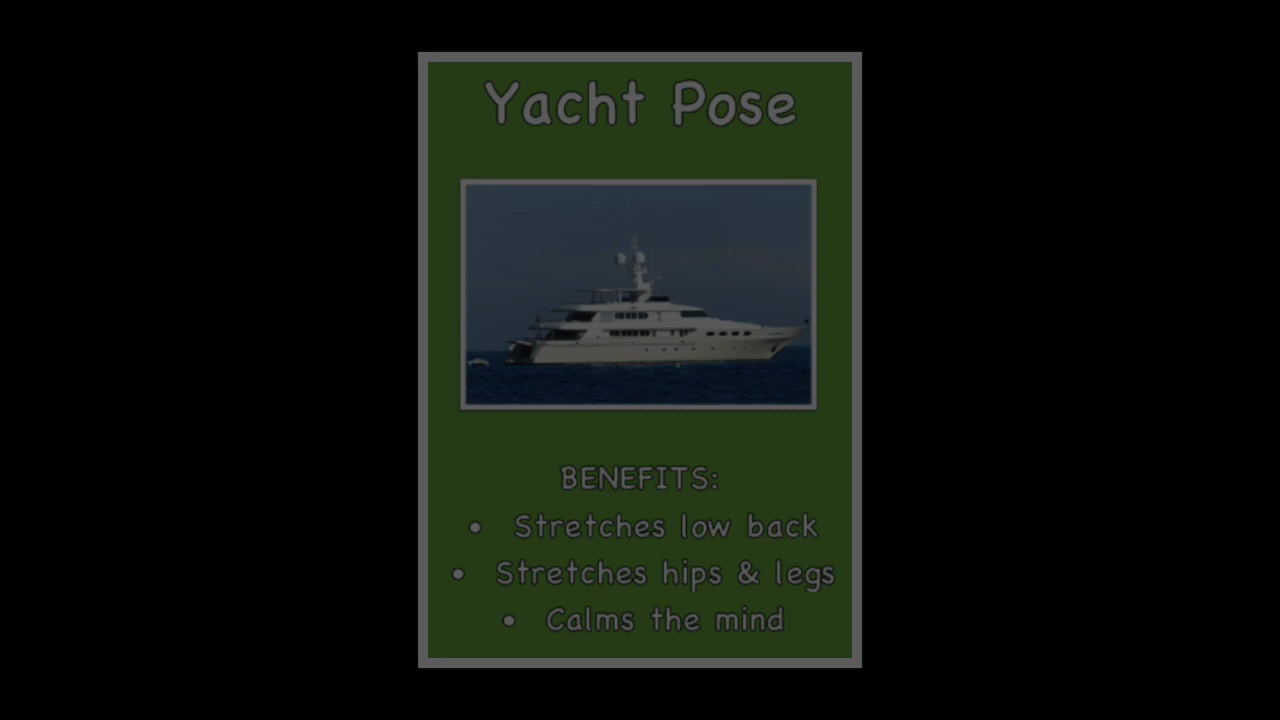 Yacht Pose
BENEFITS:
• Stretches low back
• Stretches hips & legs
• Calms the mind